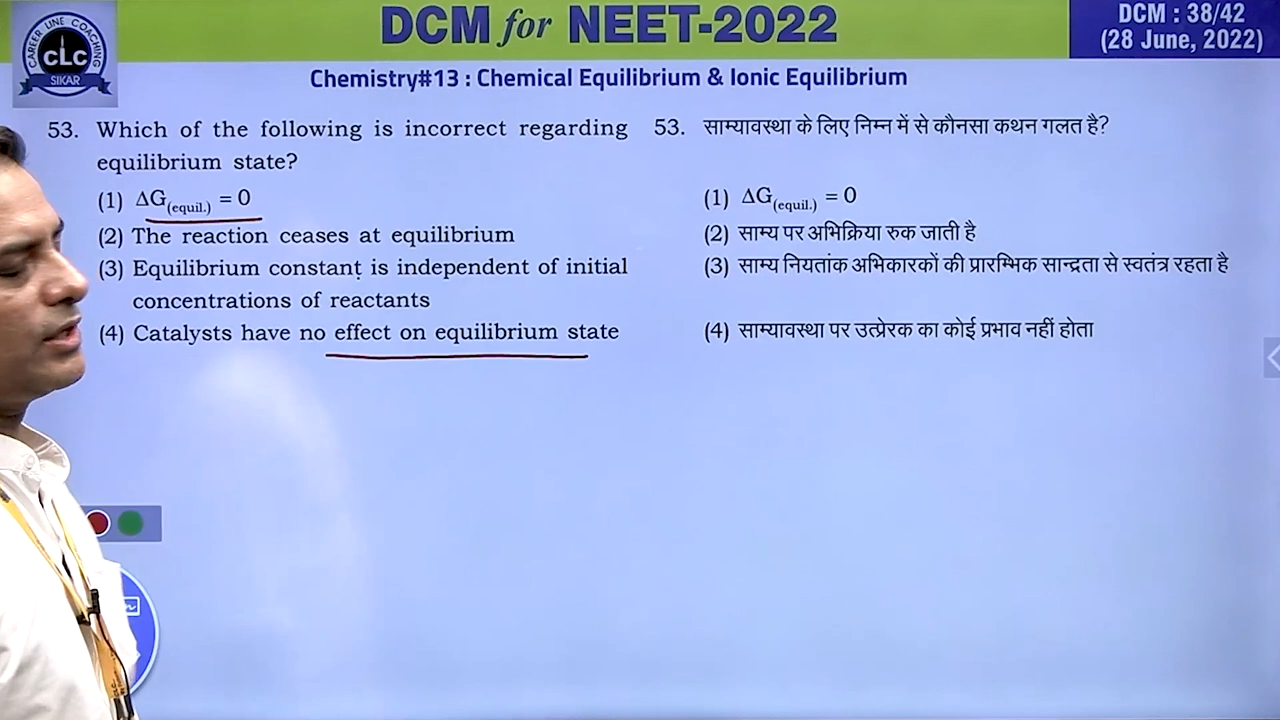 DCM for NEET-2022
DCM : 38/42
(28 June, 2022)
CAREER LINE COACHING
CLC
SIKAR
Chemistry#13 : Chemical Equilibrium & Ionic Equilibrium
53. Which of the following is incorrect regarding
equilibrium state?
(1) ΔG(equil.) = 0
(2) The reaction ceases at equilibrium
(3) Equilibrium constant is independent of initial
concentrations of reactants
(4) Catalysts have no effect on equilibrium state
53. साम्यावस्था के लिए निम्न में से कौनसा कथन गलत है?
(1) ΔG(equil.) = 0
(2) साम्य पर अभिक्रिया रुक जाती है
(3) साम्य नियतांक अभिकारकों की प्रारम्भिक सान्द्रता से स्वतंत्र रहता है
(4) साम्यावस्था पर उत्प्रेरक का कोई प्रभाव नहीं होता